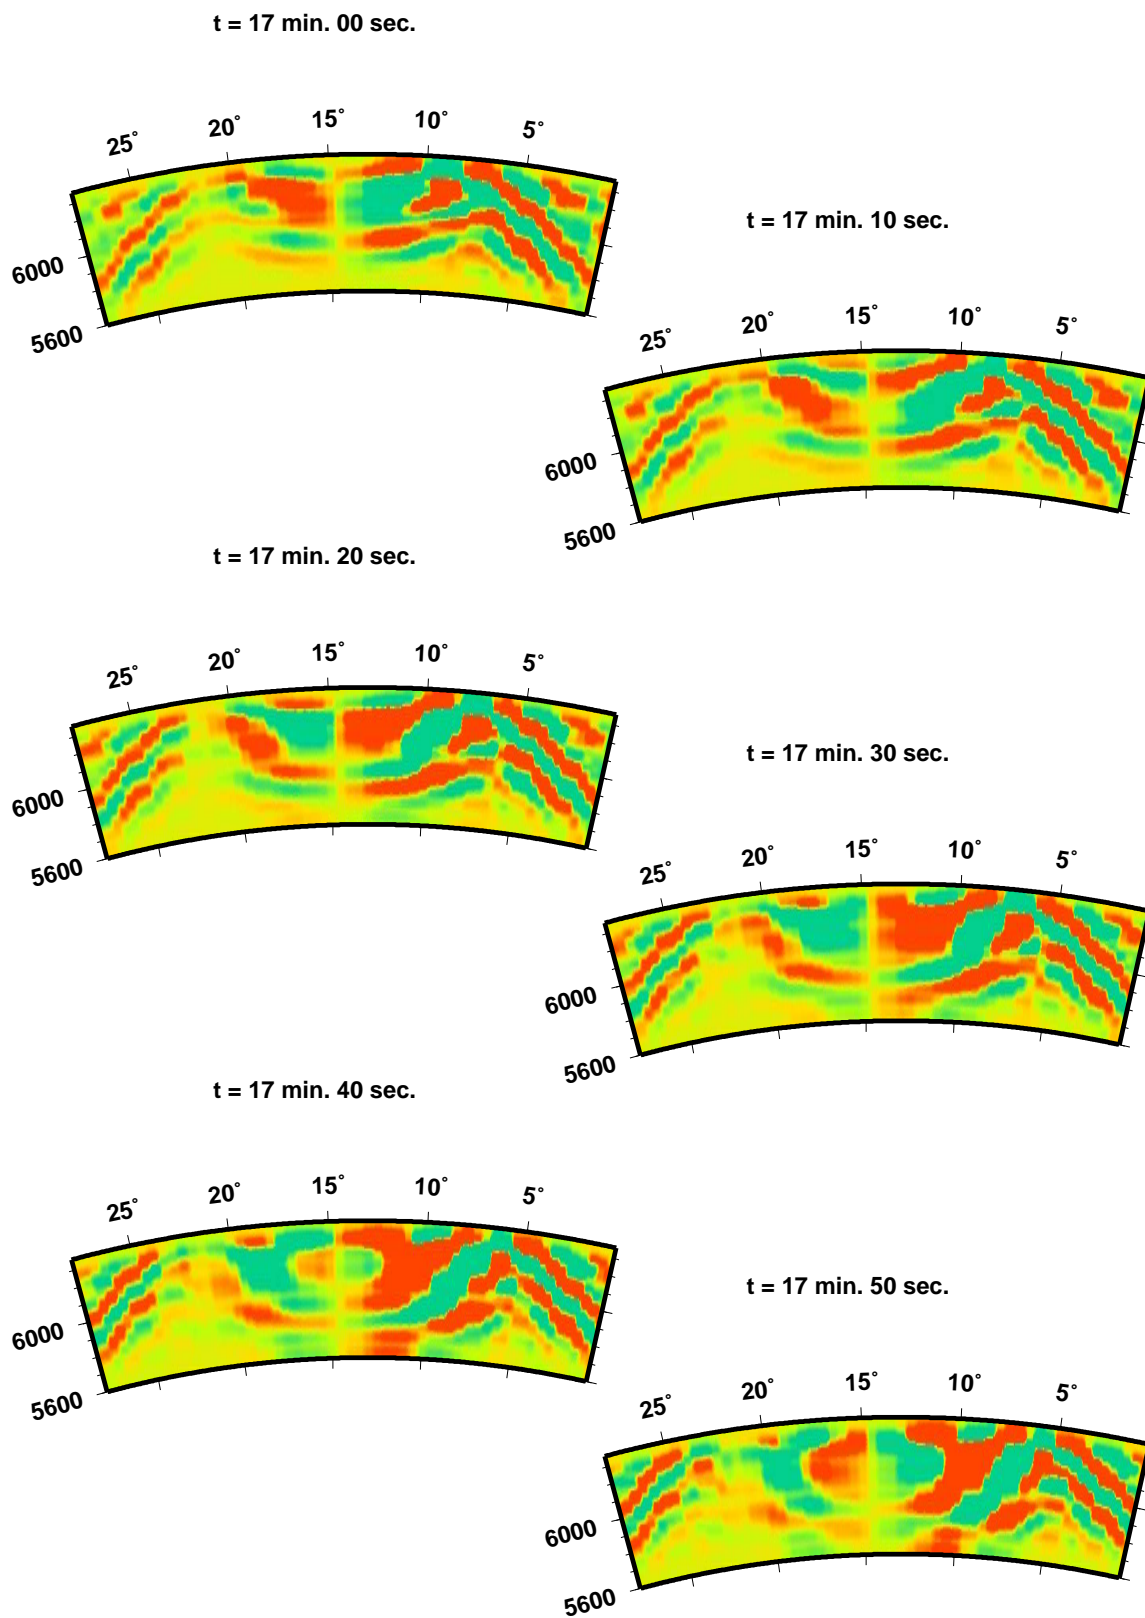 t = 17 min. 00 sec.
25° 20° 15° 10° 5°
6000
5600
t = 17 min. 10 sec.
25° 20° 15° 10° 5°
6000
5600
t = 17 min. 20 sec.
25° 20° 15° 10° 5°
6000
5600
t = 17 min. 30 sec.
25° 20° 15° 10° 5°
6000
5600
t = 17 min. 40 sec.
25° 20° 15° 10° 5°
6000
5600
t = 17 min. 50 sec.
25° 20° 15° 10° 5°
6000
5600